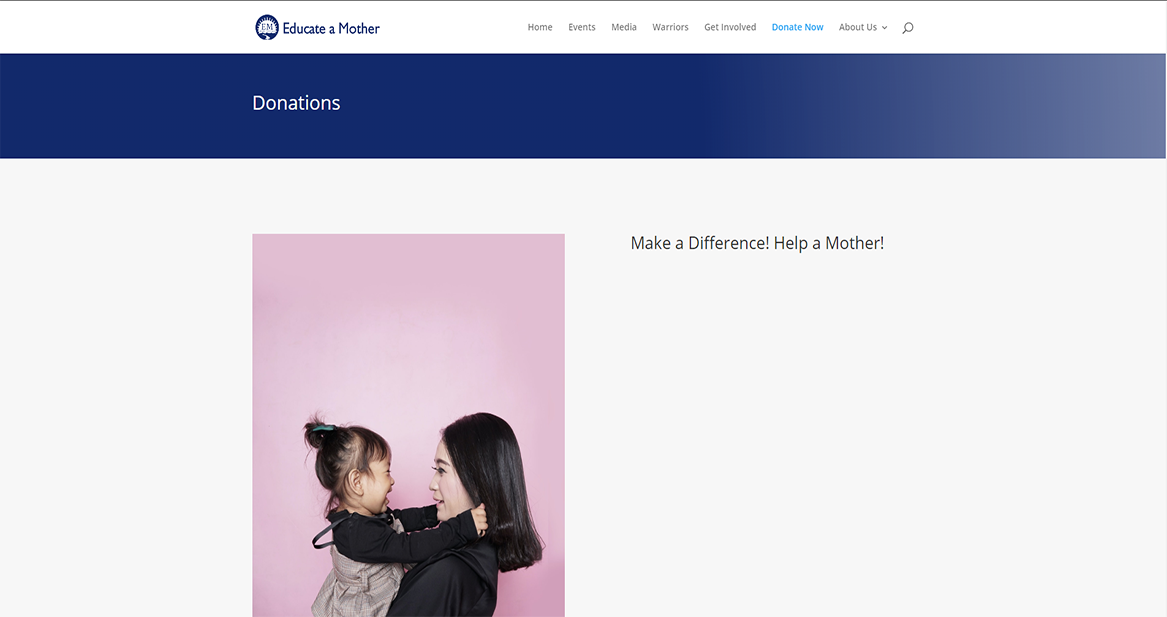 EM
Educate a Mother
Home Events Media Warriors Get Involved Donate Now About Us
Donations
Make a Difference! Help a Mother!